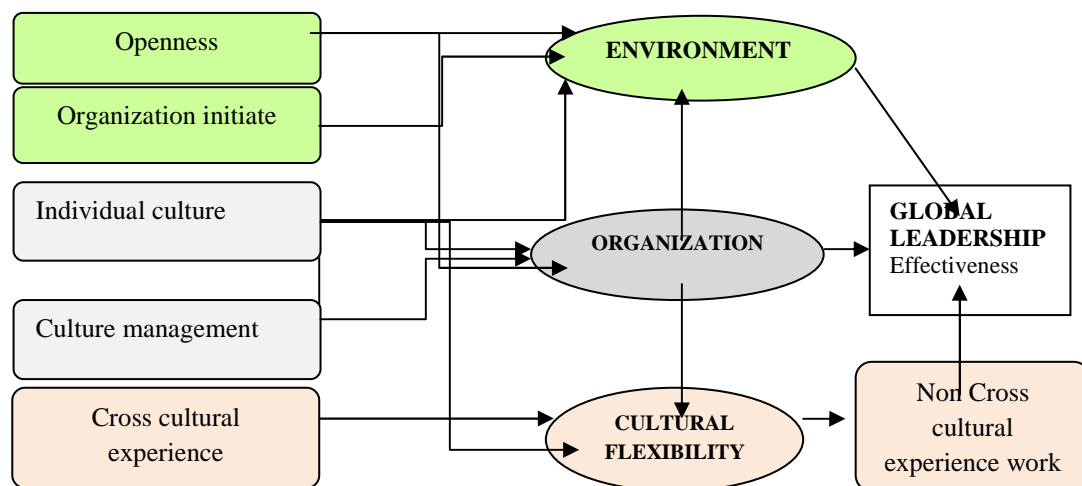 Openness
ENVIRONMENT
Organization initiate
Individual culture
ORGANIZATION
GLOBAL
LEADERSHIP
Effectiveness
Culture management
Cross cultural
experience
CULTURAL
FLEXIBILITY
Non Cross
cultural
experience work